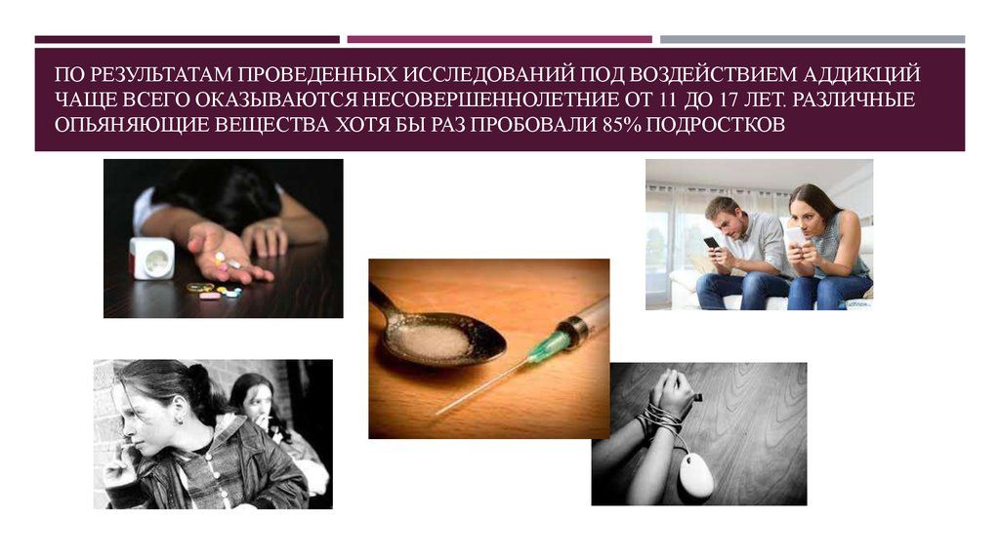 ПО РЕЗУЛЬТАТАМ ПРОВЕДЕННЫХ ИССЛЕДОВАНИЙ ПОД ВОЗДЕЙСТВИЕМ АДДИКЦИЙ
ЧАЩЕ ВСЕГО ОКАЗЫВАЮТСЯ НЕСОВЕРШЕННОЛЕТНИЕ ОТ 11 ДО 17 ЛЕТ. РАЗЛИЧНЫЕ
ОПЬЯНЯЮЩИЕ ВЕЩЕСТВА ХОТЯ БЫ РАЗ ПРОБОВАЛИ 85% ПОДРОСТКОВ